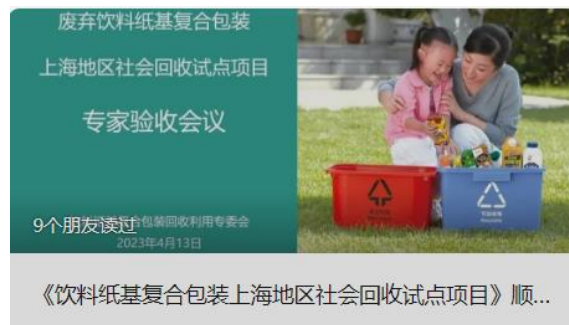 废弃饮料纸基复合包装
上海地区社会回收试点项目
专家验收会议
9个朋友读过
复合包装回收利用专委会
2023年4月13日
《饮料纸基复合包装上海地区社会回收试点项目》顺...